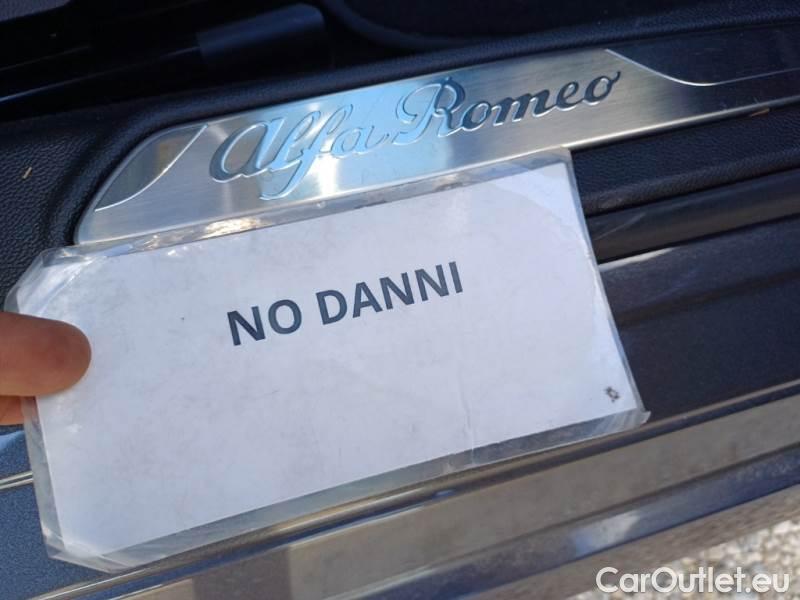 Alfa Romeo
NO DANNI
CarOutlet.eu